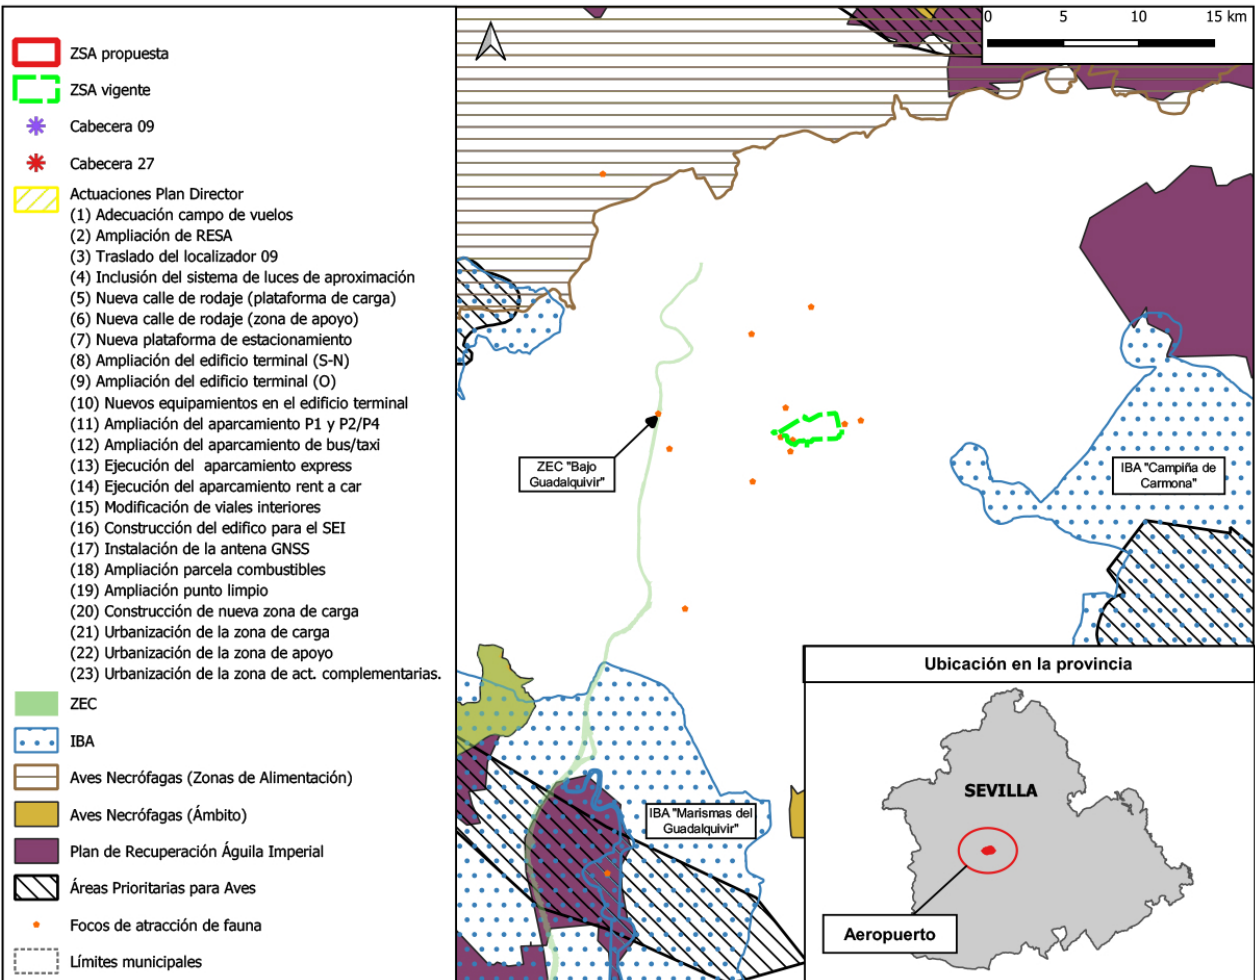 ZSA propuesta
ZSA vigente
Cabecera 09
Cabecera 27
Actuaciones Plan Director
(1) Adecuación campo de vuelos
(2) Ampliación de RESA
(3) Traslado del localizador 09
(4) Inclusión del sistema de luces de aproximación
(5) Nueva calle de rodaje (plataforma de carga)
(6) Nueva calle de rodaje (zona de apoyo)
(7) Nueva plataforma de estacionamiento
(8) Ampliación del edificio terminal (S-N)
(9) Ampliación del edificio terminal (O)
(10) Nuevos equipamientos en el edificio terminal
(11) Ampliación del aparcamiento P1 y P2/P4
(12) Ampliación del aparcamiento de bus/taxi
(13) Ejecución del aparcamiento express
(14) Ejecución del aparcamiento rent a car
(15) Modificación de viales interiores
(16) Construcción del edifico para el SEI
(17) Instalación de la antena GNSS
(18) Ampliación parcela combustibles
(19) Ampliación punto limpio
(20) Construcción de nueva zona de carga
(21) Urbanización de la zona de carga
(22) Urbanización de la zona de apoyo
(23) Urbanización de la zona de act. complementarias.
ZEC
IBA
Aves Necrófagas (Zonas de Alimentación)
Aves Necrófagas (Ámbito)
Plan de Recuperación Águila Imperial
Áreas Prioritarias para Aves
Focos de atracción de fauna
Límites municipales
0 5 10 15 km
ZEC "Bajo
Guadalquivir"
IBA "Campiña de
Carmona"
IBA "Marismas del
Guadalquivir"
Ubicación en la provincia
SEVILLA
Aeropuerto